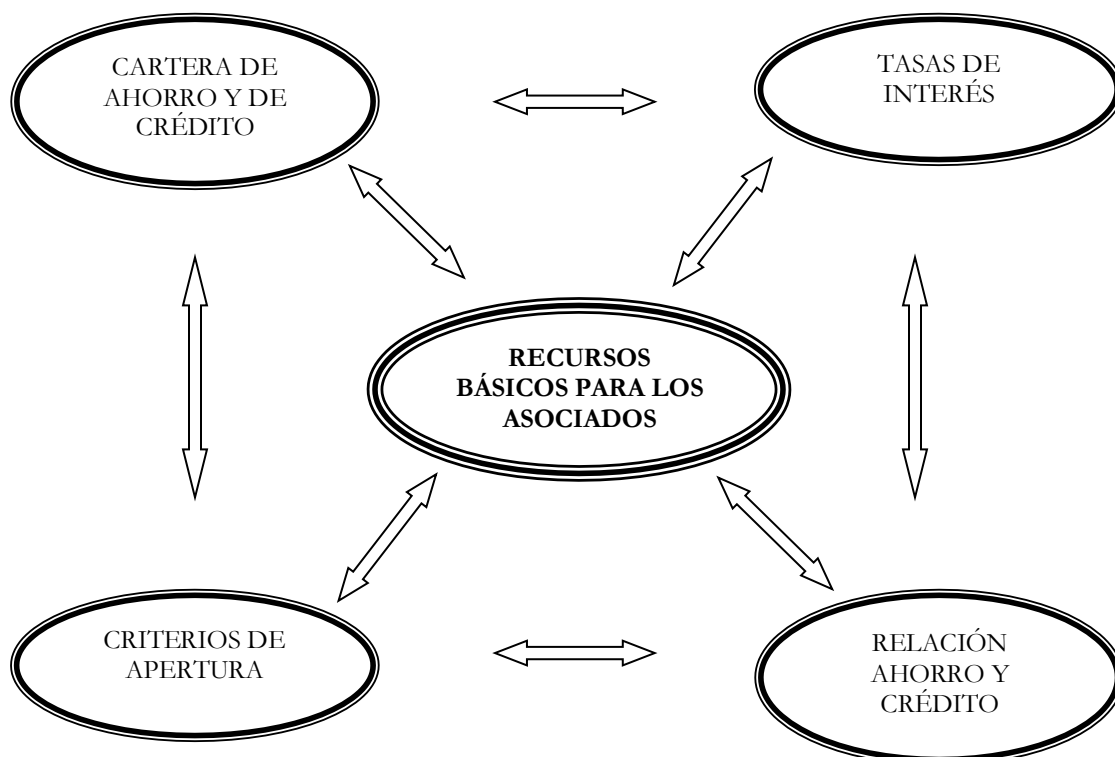 CARTERA DE
AHORRO Y DE
CRÉDITO
TASAS DE
INTERÉS
RECURSOS
BÁSICOS PARA LOS
ASOCIADOS
CRITERIOS DE
APERTURA
RELACIÓN
AHORRO Y
CRÉDITO